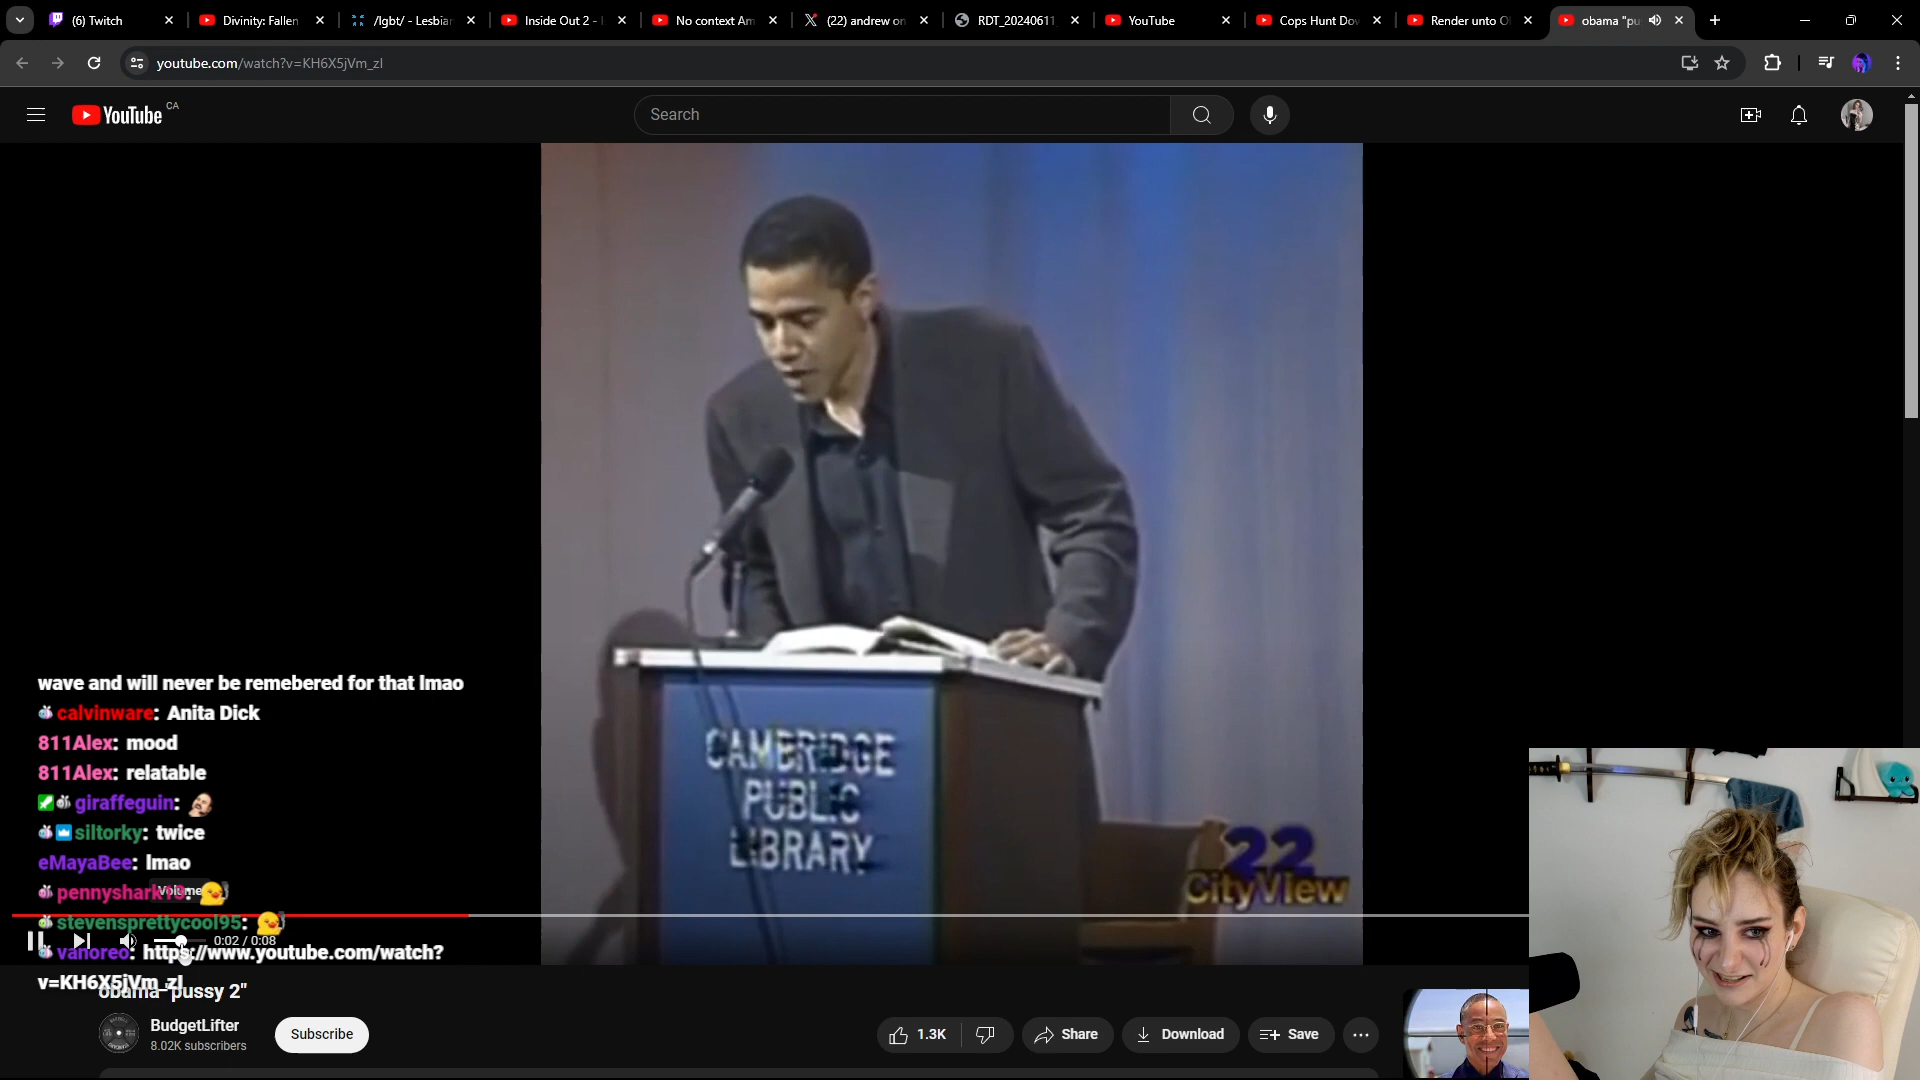 (6) Twitch
Divinity: Fallen
/lgbt/ - Lesbian
Inside Out 2 -
No context Am
(22) andrew on
RDT_20240611
YouTube
Cops Hunt Dov
Render unto O
obama "pu
youtube.com/watch?v=KH6X5jVm_zI
YouTube CA
Search
CAMBRIDGE
PUBLIC
LIBRARY
22
CityView
wave and will never be remebered for that lmao
calvinware: Anita Dick
811Alex: mood
811Alex: relatable
giraffeguin:
siltorky: twice
eMayaBee: lmao
Volume
stevensprettycool95:
0:02 / 0:08
vanoreo: https://www.youtube.com/watch?
v=KH6X5jVm_zI
obama "pussy 2"
BudgetLifter
8.02K subscribers
Subscribe
1.3K
Share
Download
Save